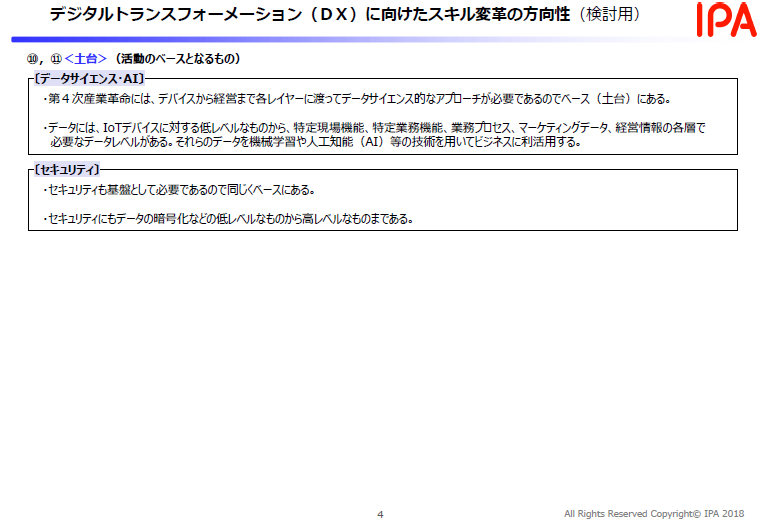 デジタルトランスフォーメーション（ＤＸ）に向けたスキル変革の方向性（検討用）
IPA
⑩，⑪＜土台＞（活動のベースとなるもの）
〔データサイエンス・AI〕
・第４次産業革命には、デバイスから経営まで各レイヤーに渡ってデータサイエンス的なアプローチが必要であるのでベース（土台）にある。
・データには、IoTデバイスに対する低レベルなものから、特定現場機能、特定業務機能、業務プロセス、マーケティングデータ、経営情報の各層で
必要なデータレベルがある。それらのデータを機械学習や人工知能（AI）等の技術を用いてビジネスに利活用する。
〔セキュリティ〕
・セキュリティも基盤として必要であるので同じくベースにある。
・セキュリティにもデータの暗号化などの低レベルなものから高レベルなものまである。
4
All Rights Reserved Copyright© IPA 2018